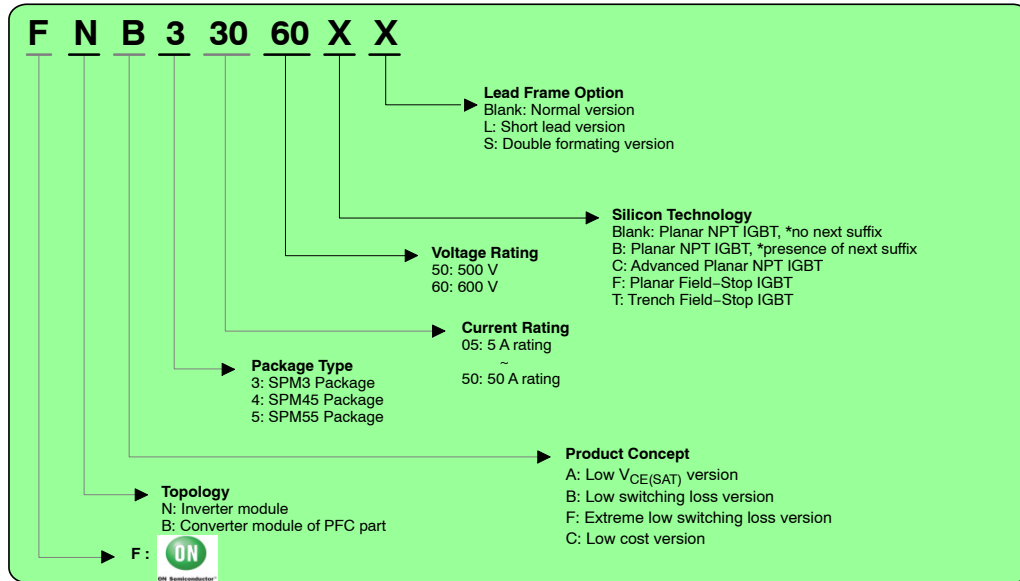 F N B 3 30 60 X X
Lead Frame Option
Blank: Normal version
L: Short lead version
S: Double formating version
Silicon Technology
Blank: Planar NPT IGBT, *no next suffix
B: Planar NPT IGBT, *presence of next suffix
C: Advanced Planar NPT IGBT
F: Planar Field–Stop IGBT
T: Trench Field–Stop IGBT
Voltage Rating
50: 500 V
60: 600 V
Current Rating
05: 5 A rating
~
50: 50 A rating
Package Type
3: SPM3 Package
4: SPM45 Package
5: SPM55 Package
Product Concept
A: Low VCE(SAT) version
B: Low switching loss version
F: Extreme low switching loss version
C: Low cost version
Topology
N: Inverter module
B: Converter module of PFC part
F :
ON
ON Semiconductor